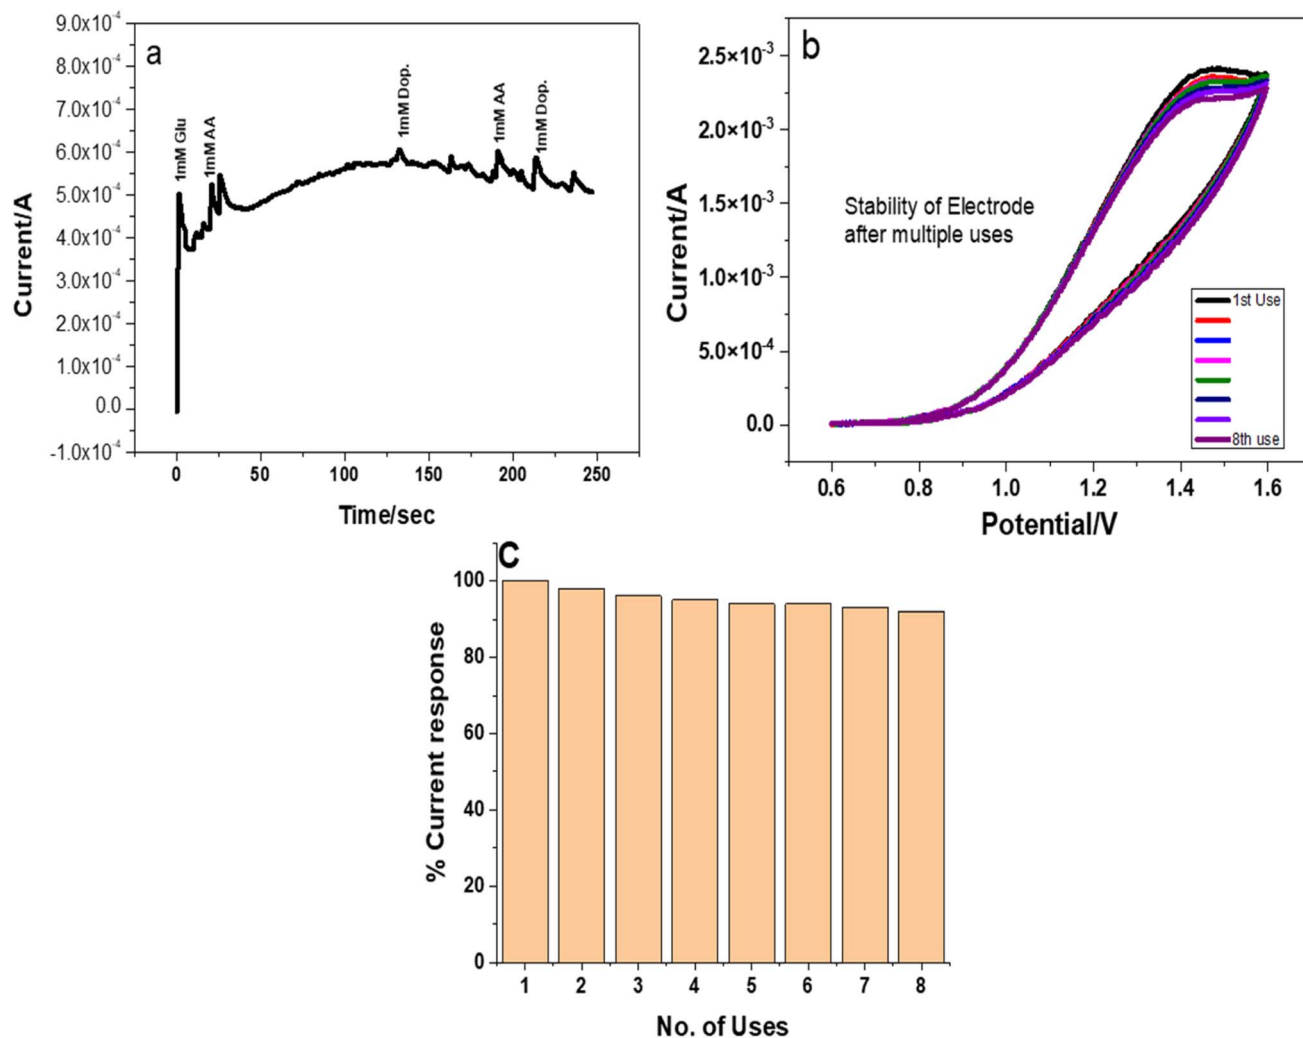 a
Current/A
9.0x10⁻⁴
8.0x10⁻⁴
7.0x10⁻⁴
6.0x10⁻⁴
5.0x10⁻⁴
4.0x10⁻⁴
3.0x10⁻⁴
2.0x10⁻⁴
1.0x10⁻⁴
0.0
-1.0x10⁻⁴
1mM Glu
1mM AA
1mM Dop.
1mM AA
1mM Dop.
0 50 100 150 200 250
Time/sec
b
Current/A
2.5×10⁻³
2.0×10⁻³
1.5×10⁻³
1.0×10⁻³
5.0×10⁻⁴
0.0
Stability of Electrode
after multiple uses
1st Use
8th use
0.6 0.8 1.0 1.2 1.4 1.6
Potential/V
C
% Current response
100
80
60
40
20
0
1 2 3 4 5 6 7 8
No. of Uses